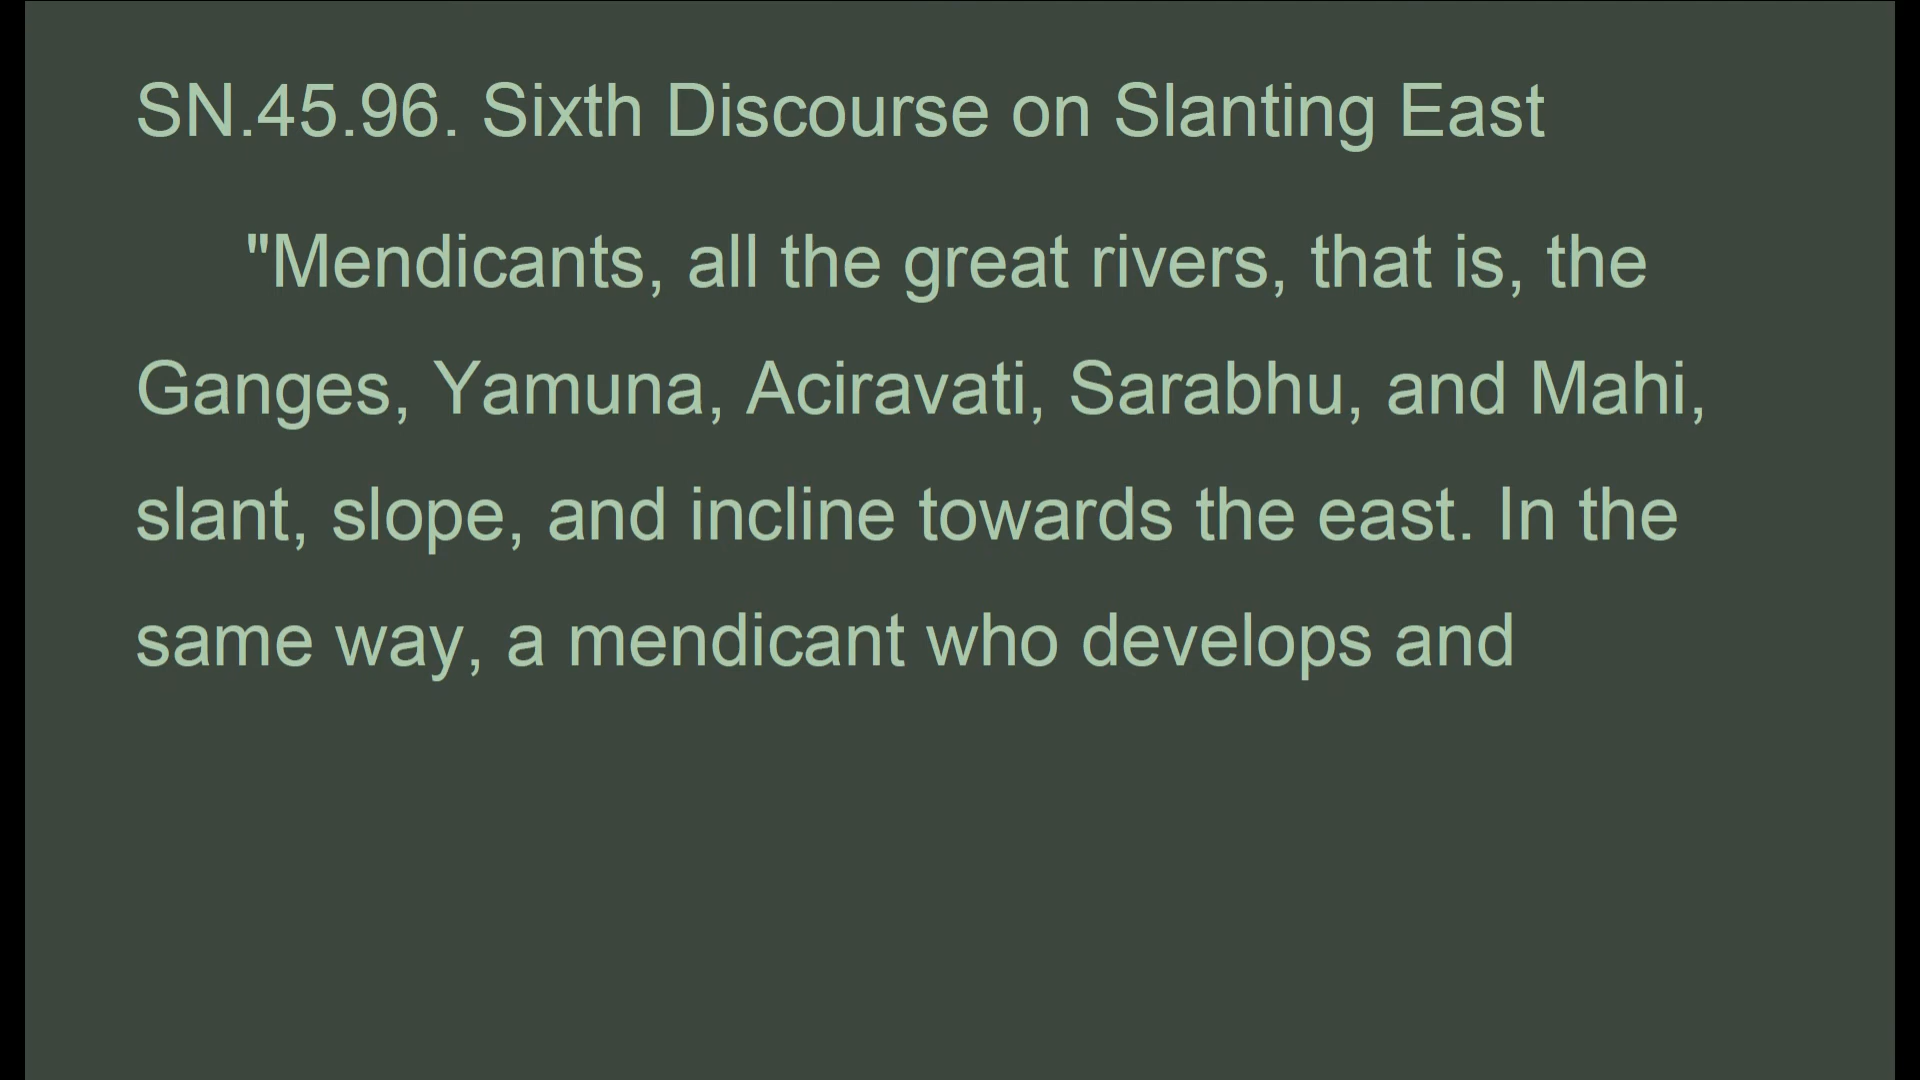 SN.45.96. Sixth Discourse on Slanting East
"Mendicants, all the great rivers, that is, the
Ganges, Yamuna, Aciravati, Sarabhu, and Mahi,
slant, slope, and incline towards the east. In the
same way, a mendicant who develops and